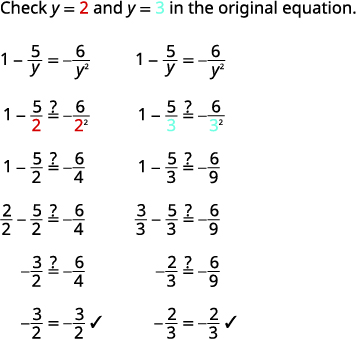 Check y = 2 and y = 3 in the original equation.
1 − 5/y = −6/y²    1 − 5/y = −6/y²
1 − 5/2 ≟ −6/2²    1 − 5/3 ≟ −6/3²
1 − 5/2 ≟ −6/4    1 − 5/3 ≟ −6/9
2/2 − 5/2 ≟ −6/4    3/3 − 5/3 ≟ −6/9
−3/2 ≟ −6/4    −2/3 ≟ −6/9
−3/2 = −3/2 ✓    −2/3 = −2/3 ✓